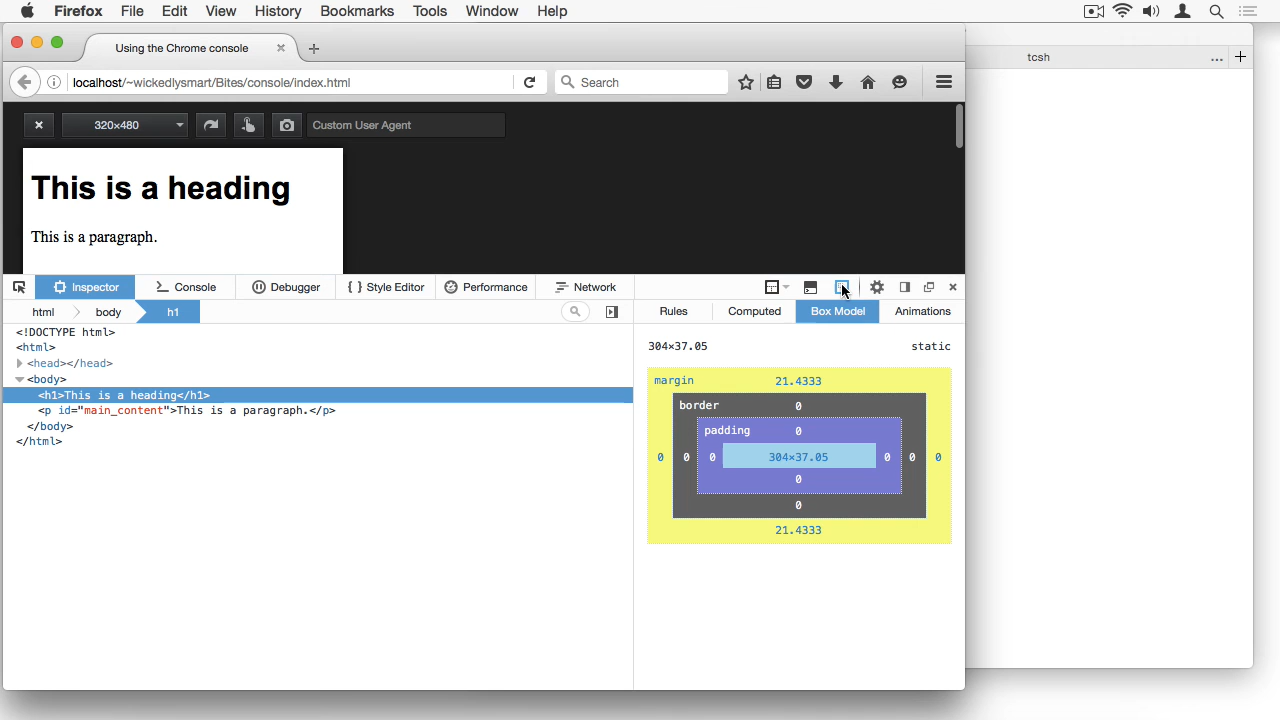 Firefox File Edit View History Bookmarks Tools Window Help
Using the Chrome console
tcsh
localhost/~wickedlysmart/Bites/console/index.html
Search
320×480
Custom User Agent
This is a heading
This is a paragraph.
Inspector Console Debugger Style Editor Performance Network
html body h1
Rules Computed Box Model Animations
<!DOCTYPE html>
<html>
<head></head>
<body>
<h1>This is a heading</h1>
<p id="main_content">This is a paragraph.</p>
</body>
</html>
304×37.05 static
margin 21.4333
border 0
padding 0
0 0 0 304×37.05 0 0 0
0
0
21.4333